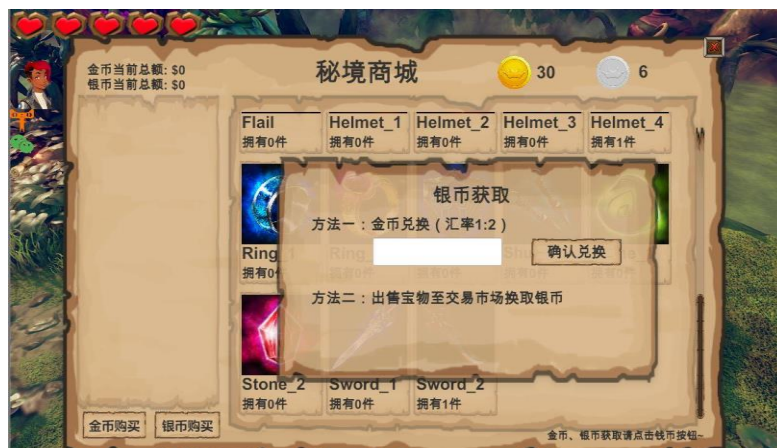 金币当前总额: $0
银币当前总额: $0
秘境商城
30
6
Flail
Helmet_1
Helmet_2
Helmet_3
Helmet_4
拥有0件
拥有0件
拥有0件
拥有0件
拥有1件
银币获取
方法一：金币兑换（汇率1:2）
确认兑换
Ring_1
Ring
拥有0件
方法二：出售宝物至交易市场换取银币
Stone_2
Sword_1
Sword_2
拥有0件
拥有0件
拥有1件
金币购买
银币购买
金币、银币获取请点击钱币按钮~